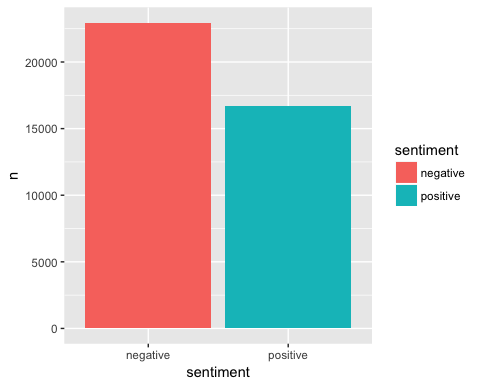 n
20000
15000
10000
5000
0
negative
positive
sentiment
sentiment
negative
positive